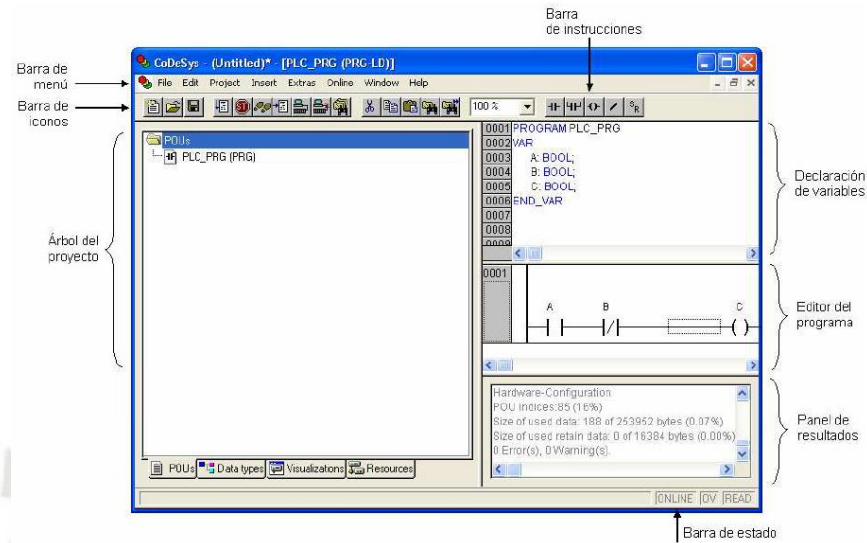 Barra
de instrucciones
CoDeSys - (Untitled)* - [PLC_PRG (PRG-LD)]
Barra de
menú
File Edit Project Insert Extras Online Window Help
Barra de
iconos
100 %
POUs
PLC_PRG (PRG)
0001 PROGRAM PLC_PRG
0002 VAR
0003 A: BOOL;
0004 B: BOOL;
0005 C: BOOL;
0006 END_VAR
0007
0008
0009
Declaración
de variables
Árbol del
proyecto
0001
A B C
Editor del
programa
Hardware-Configuration
POU indices:85 (16%)
Size of used data: 188 of 253952 bytes (0.07%)
Size of used retain data: 0 of 16384 bytes (0.00%)
0 Error(s), 0 Warning(s).
Panel de
resultados
POUs Data types Visualizatons Resources
ONLINE OV READ
Barra de estado